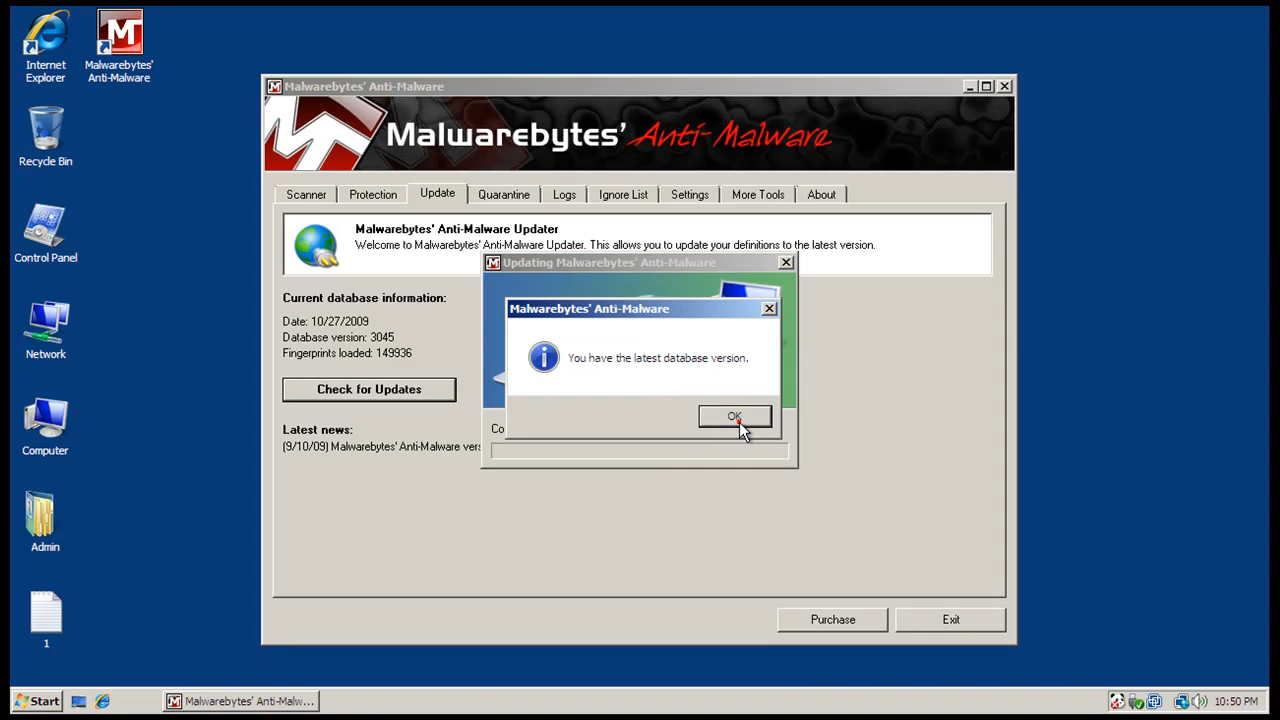 Internet
Explorer
Malwarebytes'
Anti-Malware
Recycle Bin
Control Panel
Network
Computer
Admin
1
Malwarebytes' Anti-Malware
Malwarebytes' Anti-Malware
Scanner Protection Update Quarantine Logs Ignore List Settings More Tools About
Malwarebytes' Anti-Malware Updater
Welcome to Malwarebytes' Anti-Malware Updater. This allows you to update your definitions to the latest version.
Updating Malwarebytes' Anti-Malware
Current database information:
Date: 10/27/2009
Database version: 3045
Fingerprints loaded: 149936
Check for Updates
Latest news:
(9/10/09) Malwarebytes' Anti-Malware vers
Malwarebytes' Anti-Malware
You have the latest database version.
OK
Co
Purchase
Exit
Start
Malwarebytes' Anti-Malw...
10:50 PM